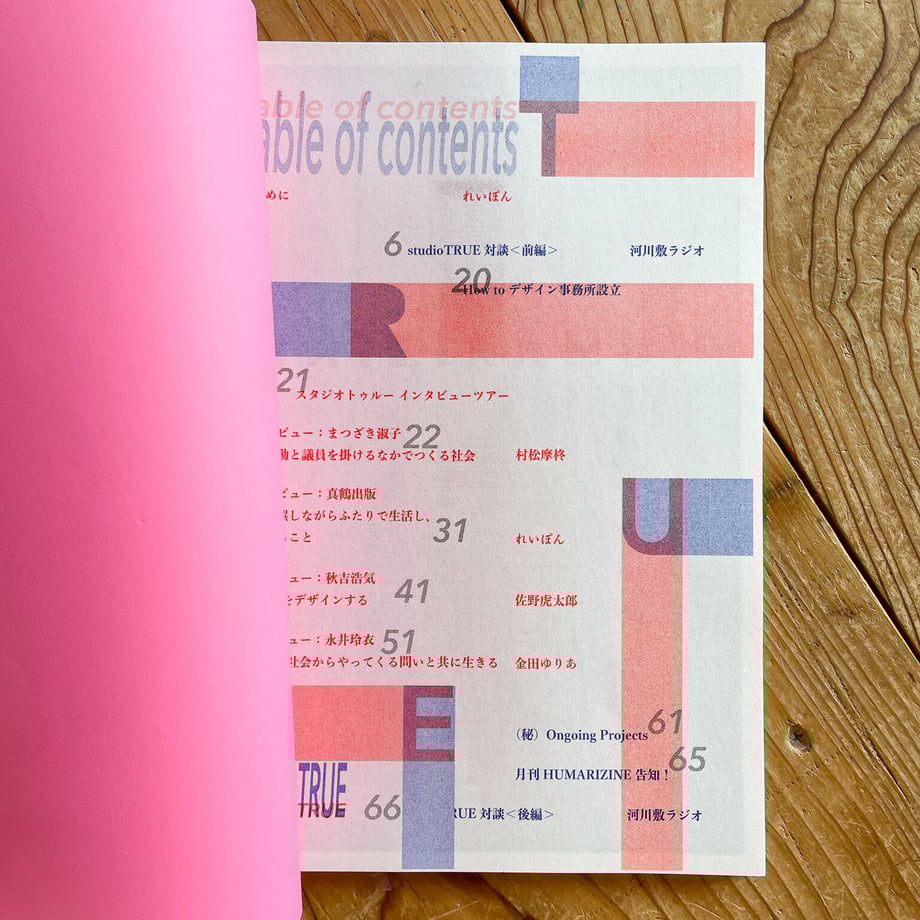 able of contents
able of contents
T
めに れいぽん
6 studioTRUE 対談＜前編＞ 河川敷ラジオ
20 How to デザイン事務所設立
R
21 スタジオトゥルー インタビューツアー
ビュー：まつざき淑子 22
動と議員を掛けるなかでつくる社会 村松摩柊
U
ビュー：真鶴出版
しながらふたりで生活し、 31
こと れいぽん
ュー：秋吉浩気 41
をデザインする 佐野虎太郎
ュー：永井玲衣 51
社会からやってくる問いと共に生きる 金田ゆりあ
E
（秘）Ongoing Projects 61
月刊 HUMARIZINE 告知！ 65
TRUE
TRUE
66 RUE 対談＜後編＞ 河川敷ラジオ